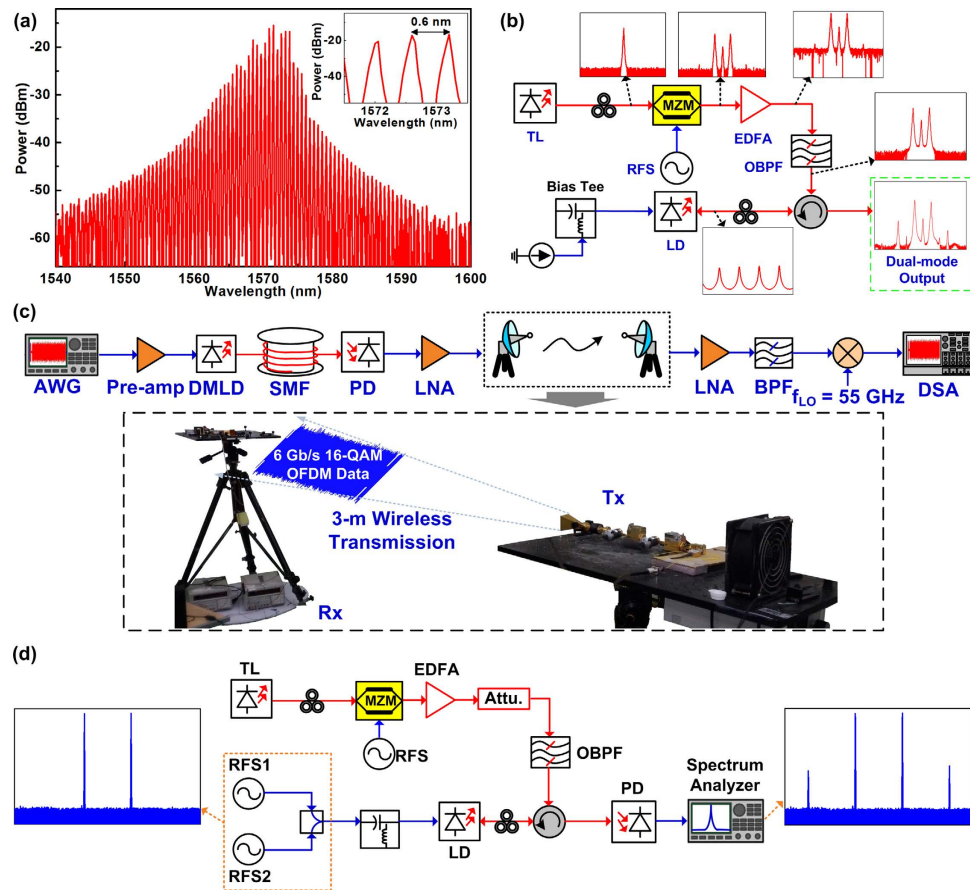 (a)
Power (dBm)
-20
-30
-40
-50
-60
1540
1550
1560
1570
1580
1590
1600
Wavelength (nm)
Power (dBm)
-20
-40
0.6 nm
1572
1573
Wavelength (nm)
(b)
TL
MZM
EDFA
RFS
OBPF
Bias Tee
LD
Dual-mode
Output
(c)
AWG
Pre-amp
DMLD
SMF
PD
LNA
LNA
BPF
fLO = 55 GHz
DSA
6 Gb/s 16-QAM
OFDM Data
3-m Wireless
Transmission
Tx
Rx
(d)
TL
MZM
EDFA
Attu.
RFS
OBPF
RFS1
RFS2
LD
PD
Spectrum
Analyzer